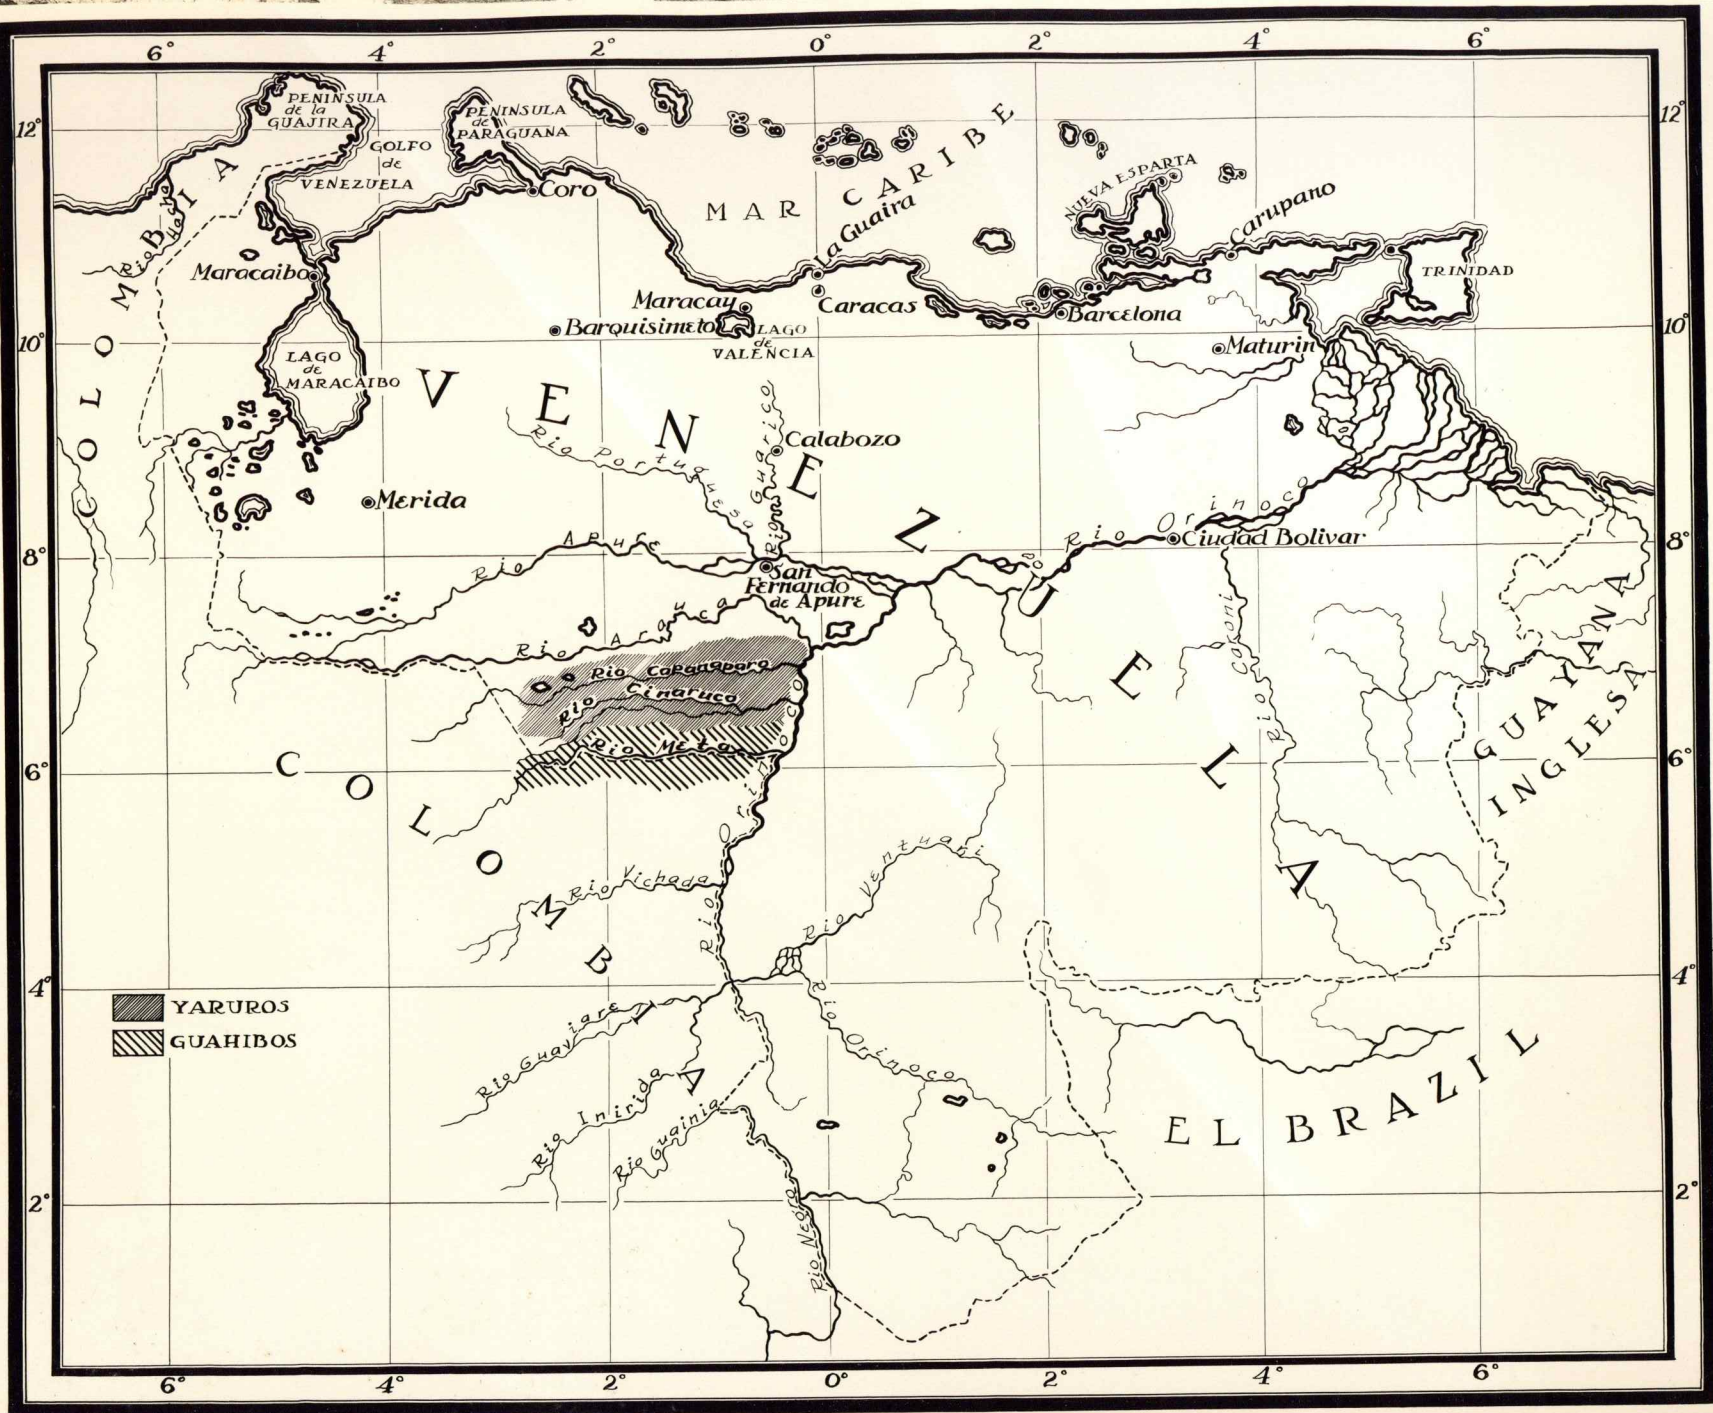 6° 4° 2° 0° 2° 4° 6°
12° 12°
PENINSULA
de la
GUAJIRA
PENINSULA
de
PARAGUANA
GOLFO
de
VENEZUELA
Coro
MAR CARIBE
NUEVA ESPARTA
La Guaira
Carupano
TRINIDAD
COLOMBIA
Rio Hacha
Maracaibo
Maracay
Caracas
Barcelona
Barquisimeto
LAGO
de
VALENCIA
Maturin
10° 10°
LAGO
de
MARACAIBO
VENEZUELA
Rio Portugueso
Rio Guarico
Calabozo
Merida
Rio Orinoco
Ciudad Bolivar
8° 8°
Rio Apure
San
Fernando
de Apure
Rio Arauca
Rio Capanaparo
Rio Cinaruco
Rio Meta
Rio Caroni
GUAYANA
INGLESA
6° 6°
COLOMBIA
Rio Orinoco
Rio Vichada
Rio Ventuari
4° 4°
YARUROS
GUAHIBOS
Rio Guaviare
Rio Orinoco
Rio Inirida
Rio Guainia
EL BRAZIL
2° 2°
Rio Negro
6° 4° 2° 0° 2° 4° 6°